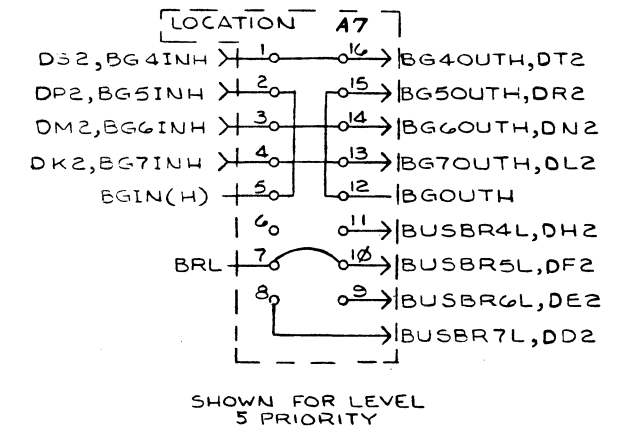 LOCATION A7
DS2,BG4INH 1 16 BG4OUTH,DT2
DP2,BG5INH 2 15 BG5OUTH,DR2
DM2,BG6INH 3 14 BG6OUTH,DN2
DK2,BG7INH 4 13 BG7OUTH,DL2
BGIN(H) 5 12 BGOUTH
6 11 BUSBR4L,DH2
BRL 7 10 BUSBR5L,DF2
8 9 BUSBR6L,DE2
BUSBR7L,DD2
SHOWN FOR LEVEL
5 PRIORITY